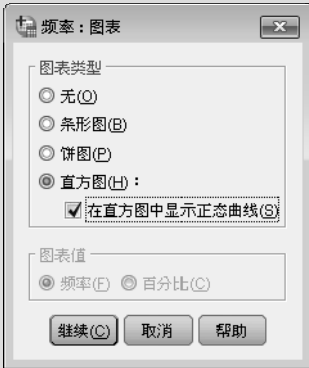 频率：图表
图表类型
无(O)
条形图(B)
饼图(P)
直方图(H)：
在直方图中显示正态曲线(S)
图表值
频率(F) 百分比(C)
继续(C) 取消 帮助